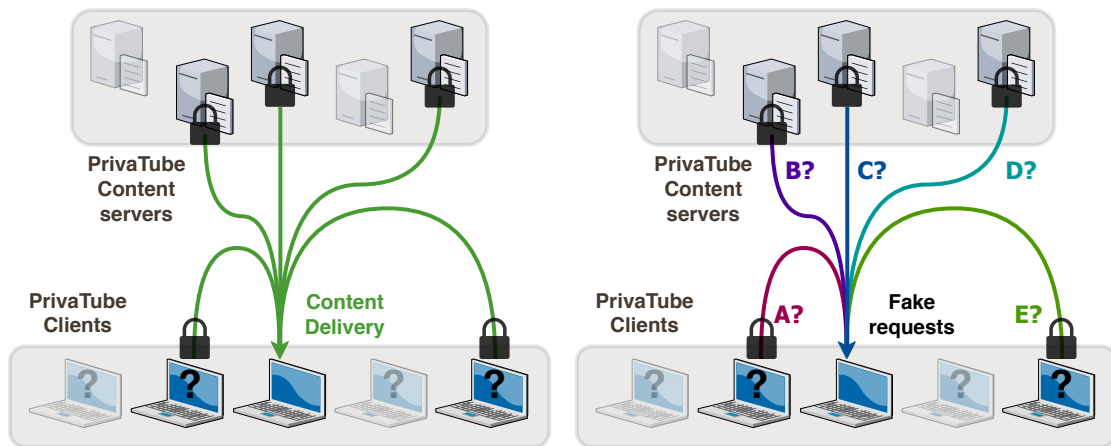 PrivaTube
Content
servers
PrivaTube
Clients
Content
Delivery
?
?
?
?
PrivaTube
Content
servers
B?
C?
D?
PrivaTube
Clients
A?
Fake
requests
E?
?
?
?
?